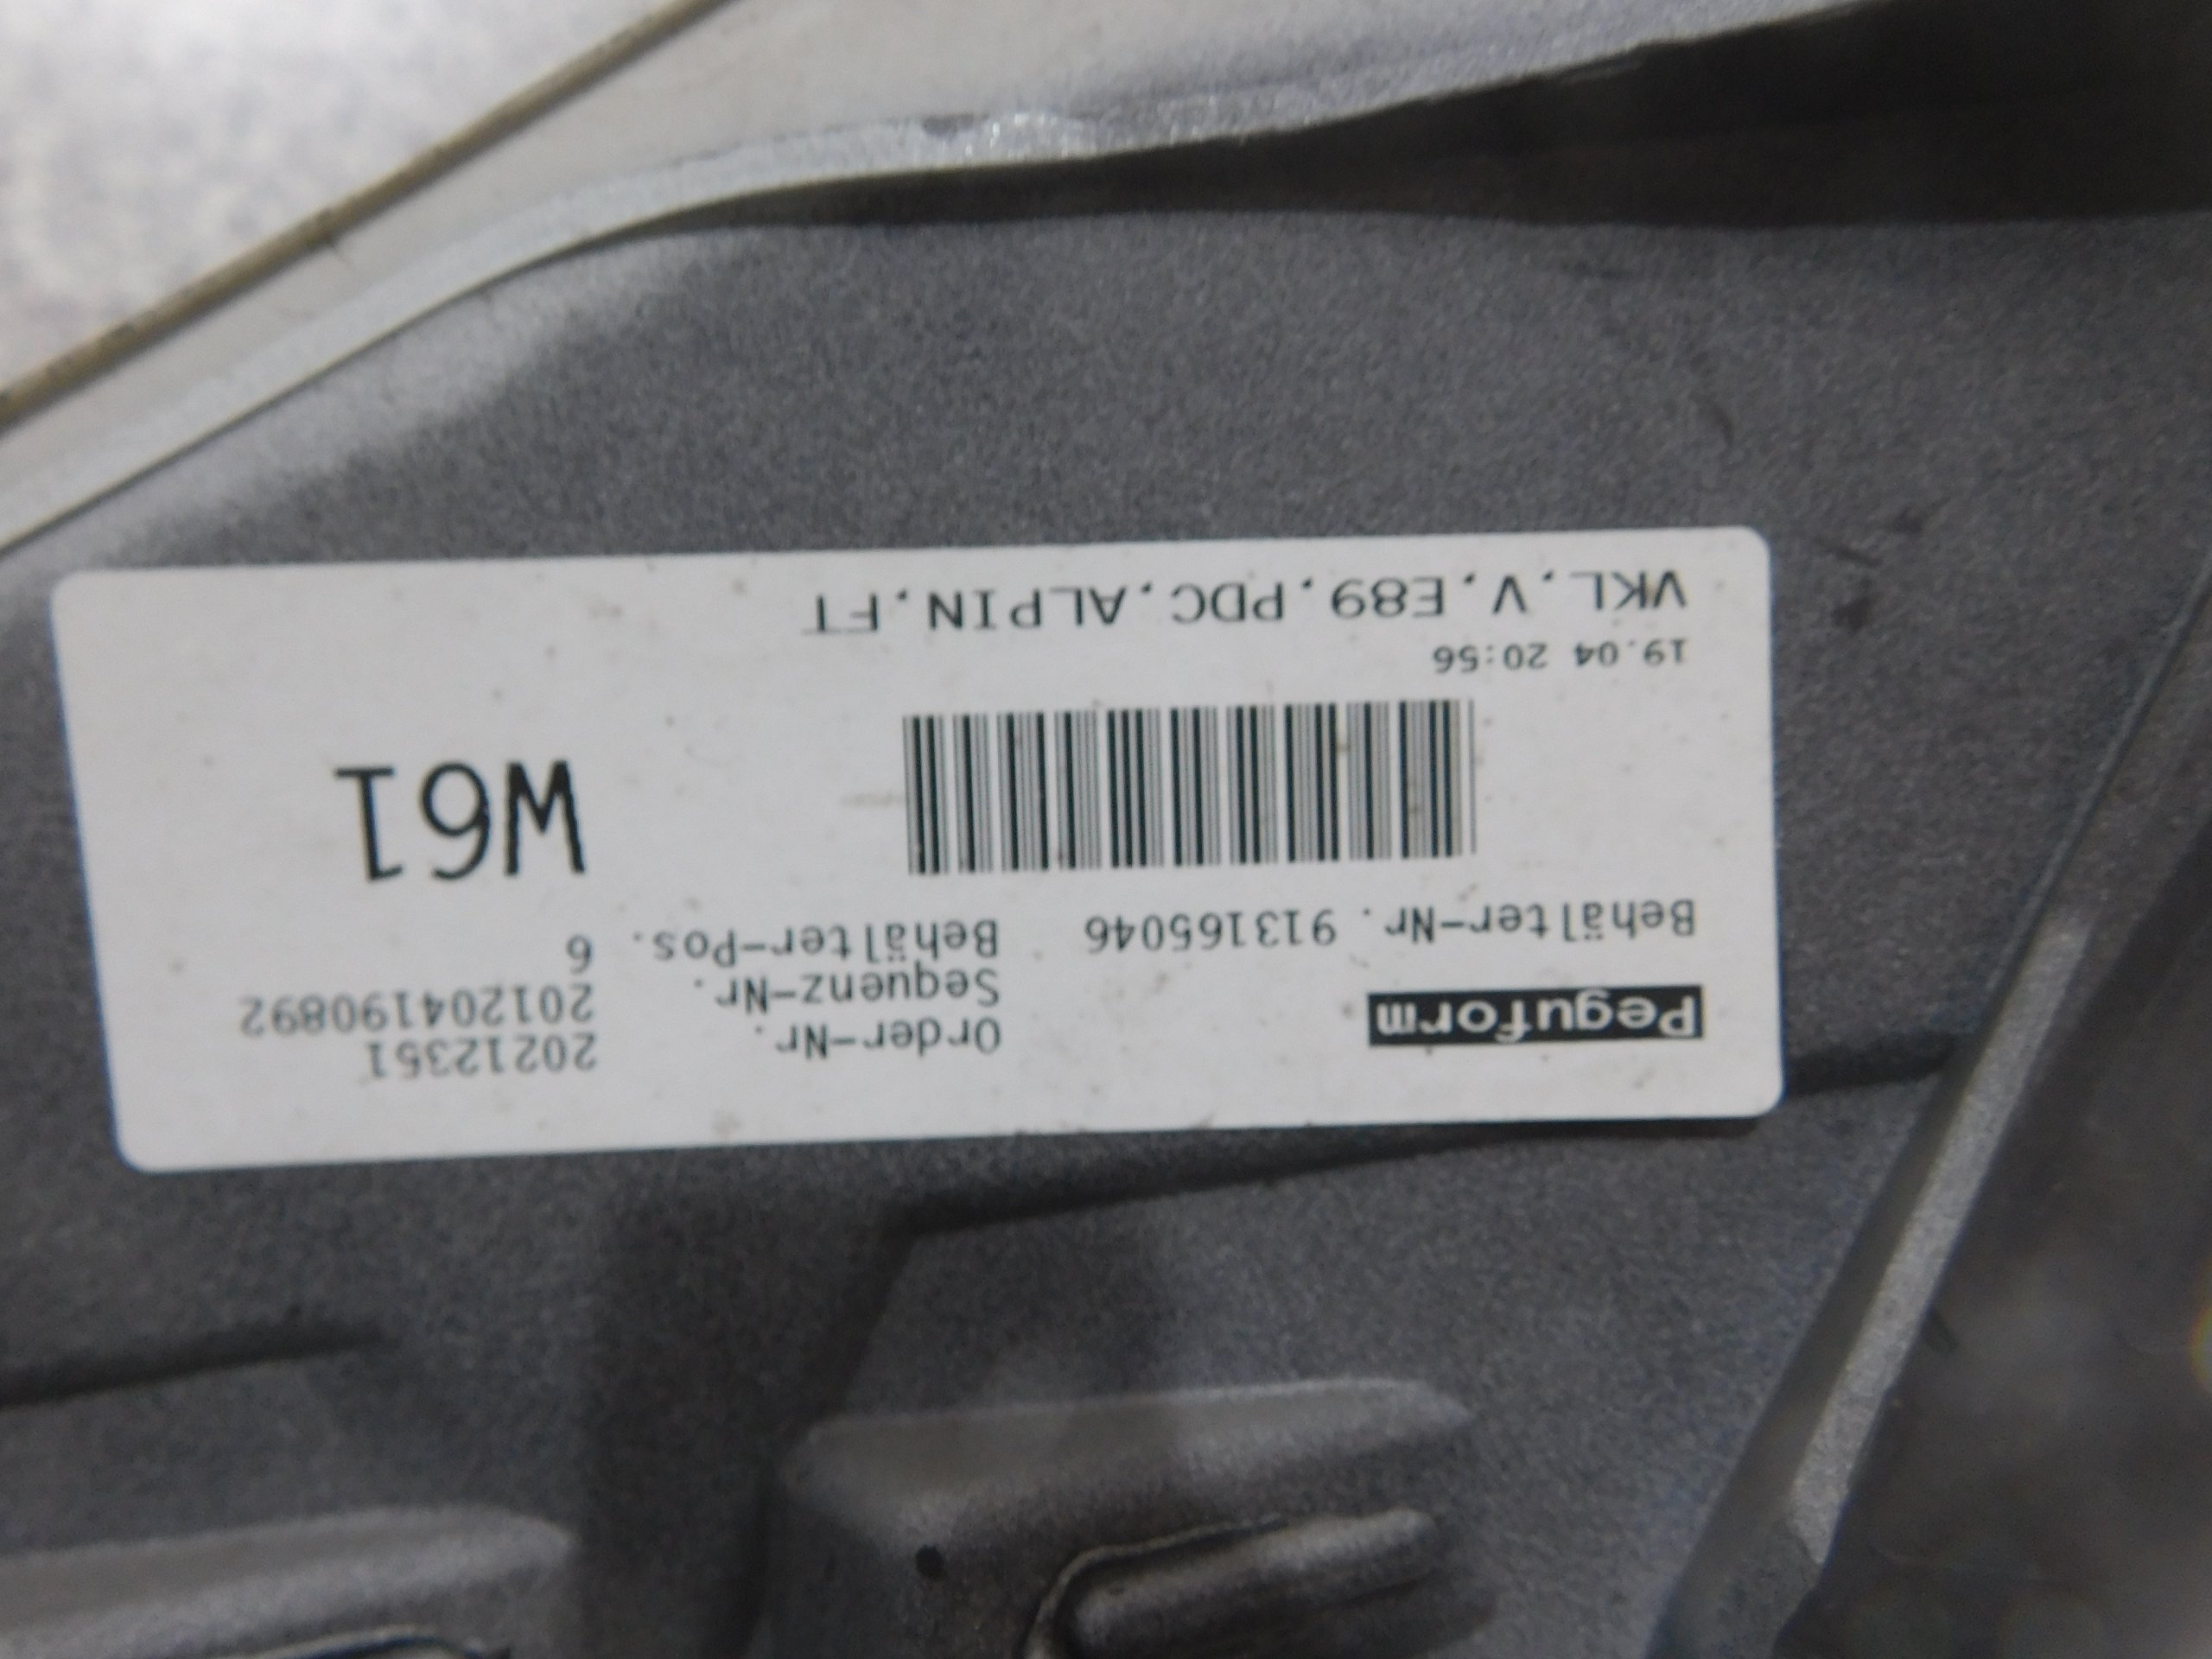 Peguform
Order-Nr. 20212351
Sequenz-Nr. 201204190892
Behälter-Nr. 913165046 Behälter-Pos. 6
W61
19.04 20:56
VKL.V.E89.PDC.ALPIN.FT